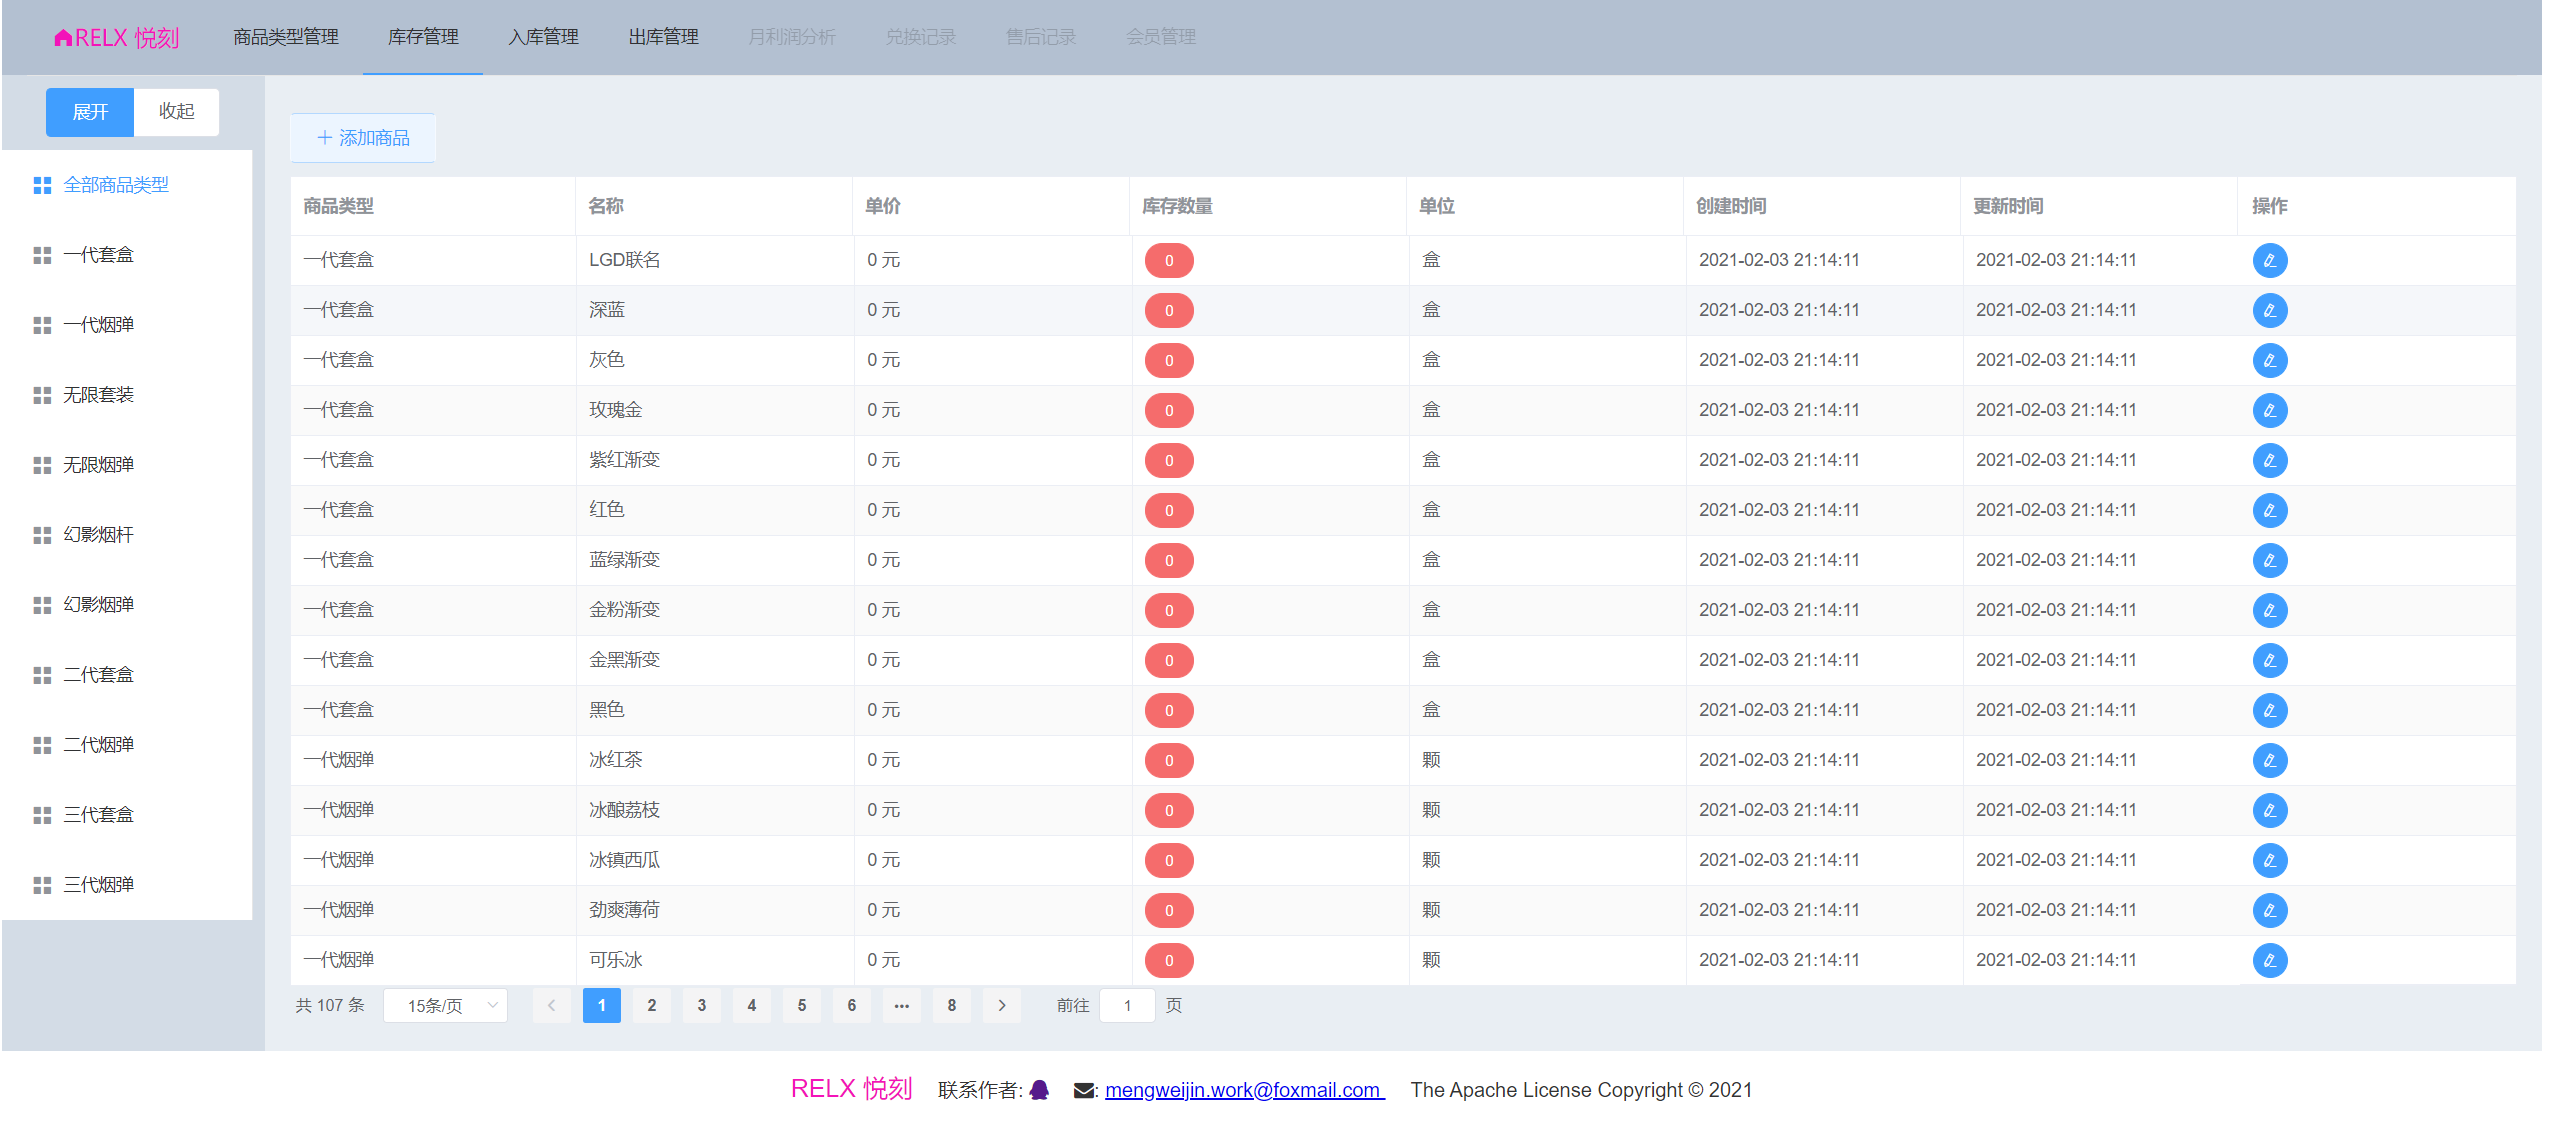 RELX 悦刻 商品类型管理 库存管理 入库管理 出库管理 月利润分析 兑换记录 售后记录 会员管理
展开 收起
全部商品类型
一代套盒
一代烟弹
无限套装
无限烟弹
幻影烟杆
幻影烟弹
二代套盒
二代烟弹
三代套盒
三代烟弹
添加商品
商品类型 名称 单价 库存数量 单位 创建时间 更新时间 操作
一代套盒 LGD联名 0 元 0 盒 2021-02-03 21:14:11 2021-02-03 21:14:11
一代套盒 深蓝 0 元 0 盒 2021-02-03 21:14:11 2021-02-03 21:14:11
一代套盒 灰色 0 元 0 盒 2021-02-03 21:14:11 2021-02-03 21:14:11
一代套盒 玫瑰金 0 元 0 盒 2021-02-03 21:14:11 2021-02-03 21:14:11
一代套盒 紫红渐变 0 元 0 盒 2021-02-03 21:14:11 2021-02-03 21:14:11
一代套盒 红色 0 元 0 盒 2021-02-03 21:14:11 2021-02-03 21:14:11
一代套盒 蓝绿渐变 0 元 0 盒 2021-02-03 21:14:11 2021-02-03 21:14:11
一代套盒 金粉渐变 0 元 0 盒 2021-02-03 21:14:11 2021-02-03 21:14:11
一代套盒 金黑渐变 0 元 0 盒 2021-02-03 21:14:11 2021-02-03 21:14:11
一代套盒 黑色 0 元 0 盒 2021-02-03 21:14:11 2021-02-03 21:14:11
一代烟弹 冰红茶 0 元 0 颗 2021-02-03 21:14:11 2021-02-03 21:14:11
一代烟弹 冰酿荔枝 0 元 0 颗 2021-02-03 21:14:11 2021-02-03 21:14:11
一代烟弹 冰镇西瓜 0 元 0 颗 2021-02-03 21:14:11 2021-02-03 21:14:11
一代烟弹 劲爽薄荷 0 元 0 颗 2021-02-03 21:14:11 2021-02-03 21:14:11
一代烟弹 可乐冰 0 元 0 颗 2021-02-03 21:14:11 2021-02-03 21:14:11
共 107 条 15条/页 1 2 3 4 5 6 ••• 8 前往 1 页
RELX 悦刻 联系作者: : mengweijin.work@foxmail.com The Apache License Copyright © 2021